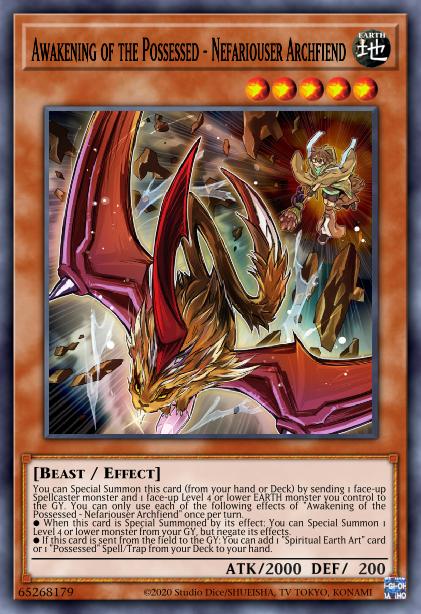 Awakening of the Possessed - Nefariouser Archfiend
EARTH
地
[Beast / Effect]
You can Special Summon this card (from your hand or Deck) by sending 1 face-up
Spellcaster monster and 1 face-up Level 4 or lower EARTH monster you control to
the GY. You can only use each of the following effects of "Awakening of the
Possessed - Nefariouser Archfiend" once per turn.
● When this card is Special Summoned by its effect: You can Special Summon 1
Level 4 or lower monster from your GY, but negate its effects.
● If this card is sent from the field to the GY: You can add 1 "Spiritual Earth Art" card
or 1 "Possessed" Spell/Trap from your Deck to your hand.
ATK/2000 DEF/ 200
65268179
©2020 Studio Dice/SHUEISHA, TV TOKYO, KONAMI